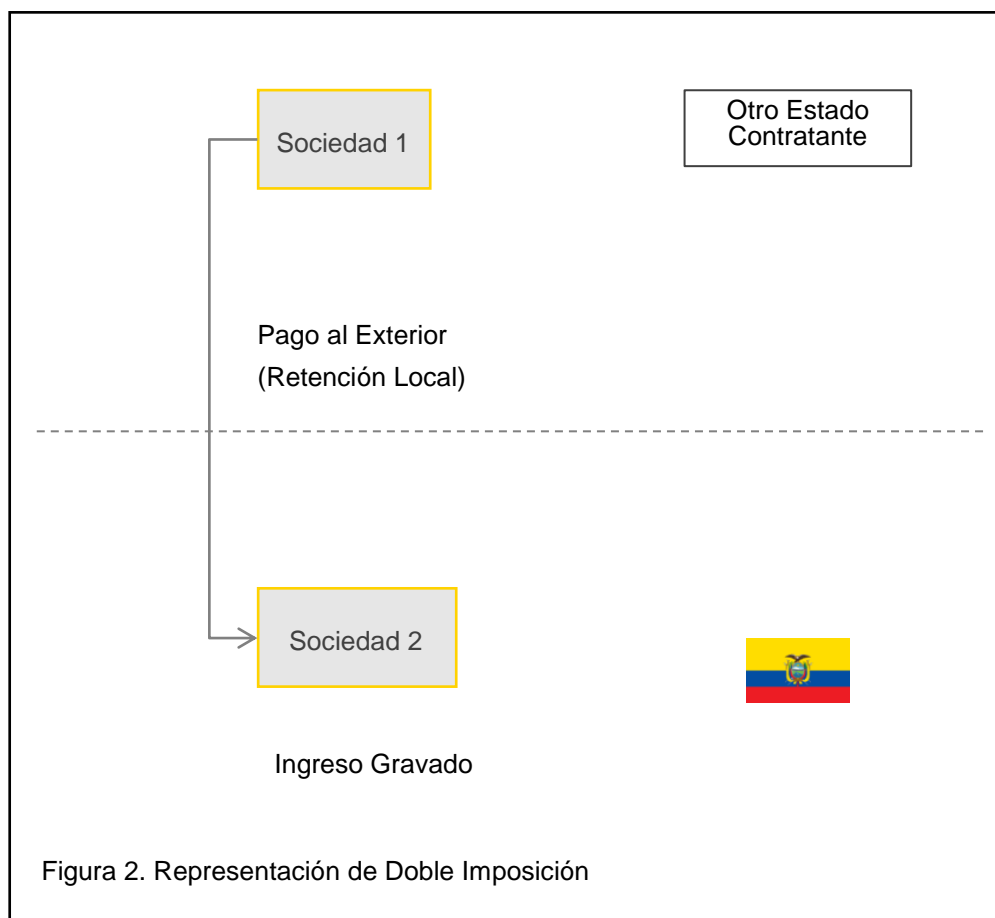 Sociedad 1
Otro Estado
Contratante
Pago al Exterior
(Retención Local)
Sociedad 2
Ingreso Gravado
Figura 2. Representación de Doble Imposición